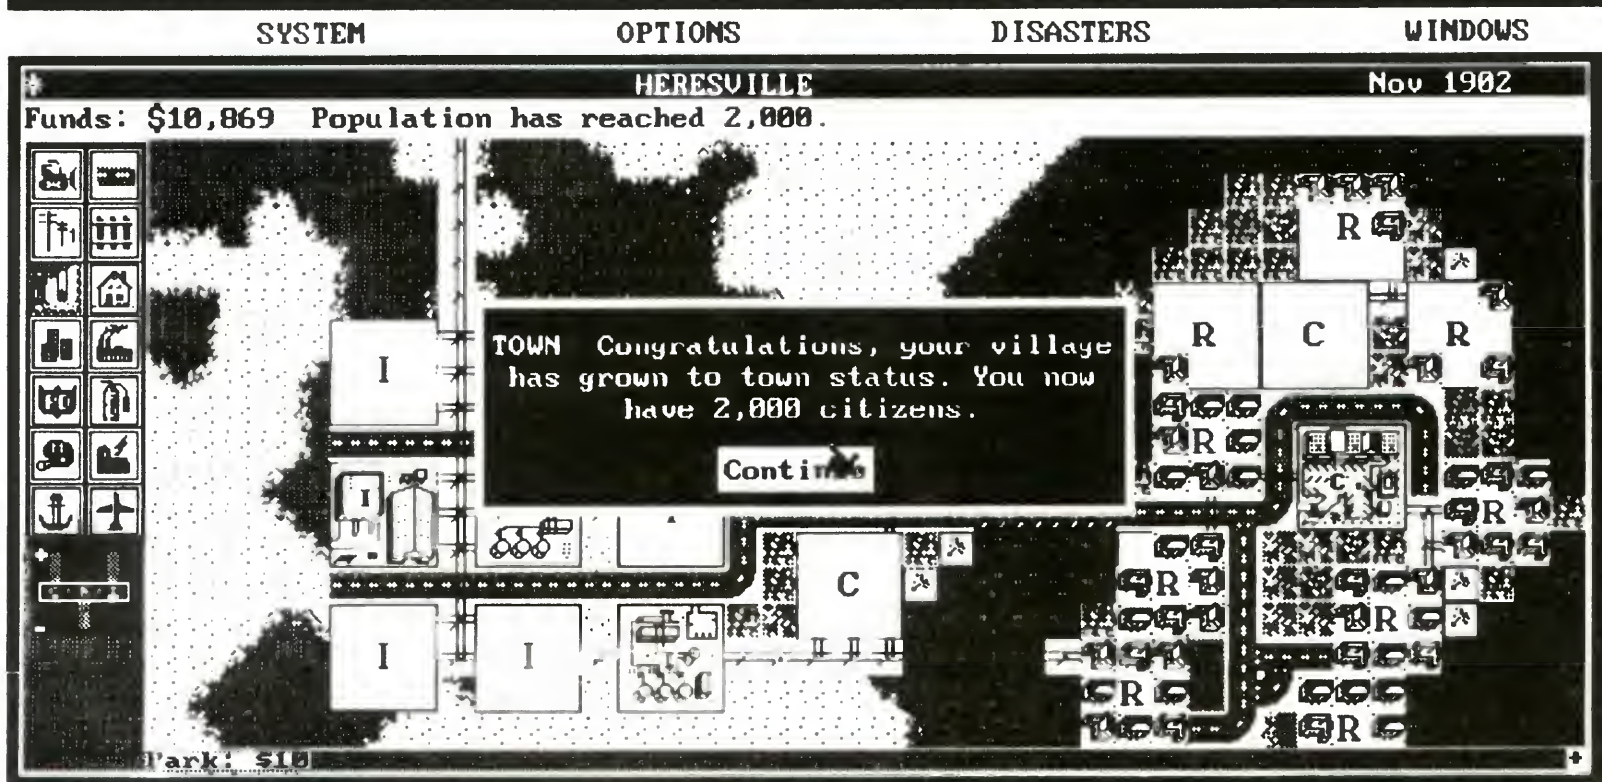 SYSTEM OPTIONS DISASTERS WINDOWS
HERESVILLE Nov 1902
Funds: $10,869 Population has reached 2,000.
R
R C R
I
TOWN Congratulations, your village
has grown to town status. You now
have 2,000 citizens.
R
C
I
R
C R
R
I I
R
R
Park: $10